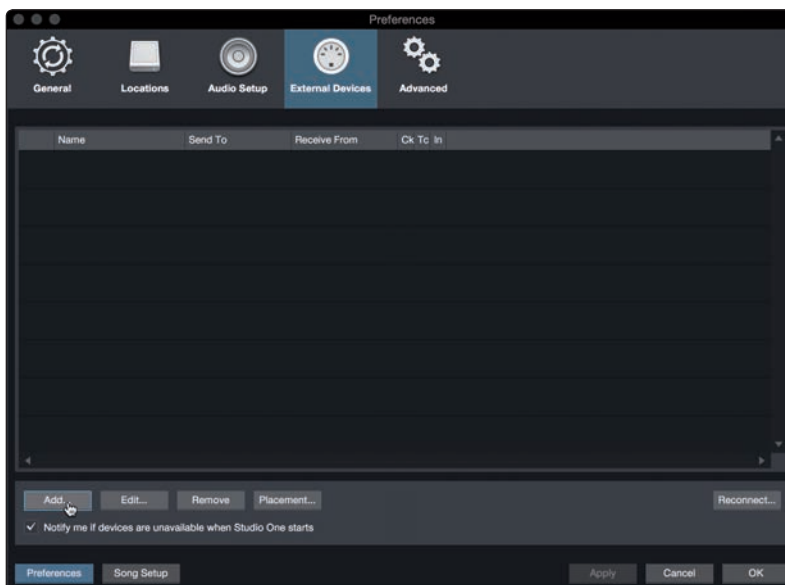 Preferences
General Locations Audio Setup External Devices Advanced
Name Send To Receive From Ck Tc In
Add... Edit... Remove Placement... Reconnect...
Notify me if devices are unavailable when Studio One starts
Preferences Song Setup Apply Cancel OK